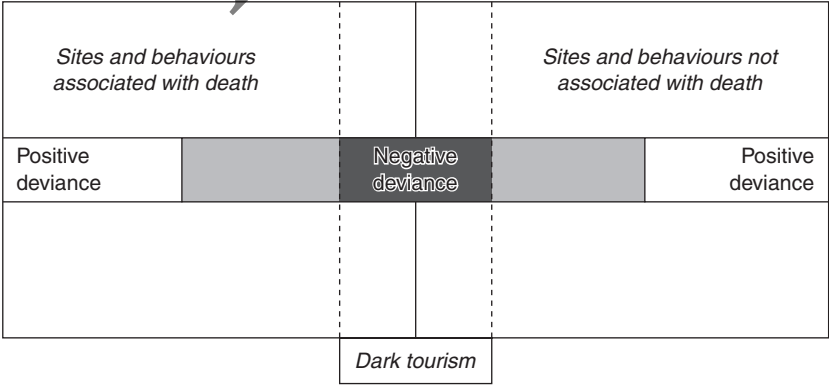 Sites and behaviours
associated with death
Sites and behaviours not
associated with death
Positive
deviance
Negative
deviance
Positive
deviance
Dark tourism